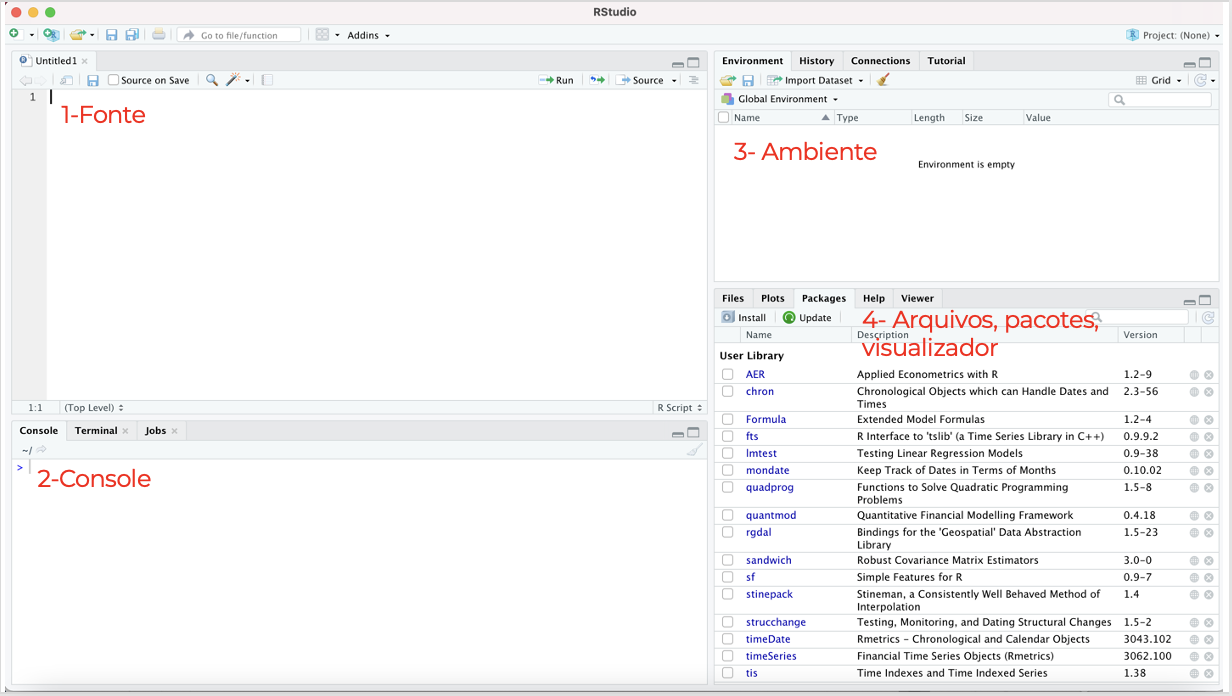 RStudio
Go to file/function
Addins
Project: (None)
Untitled1
Source on Save
Run
Source
1
1-Fonte
1:1
(Top Level)
R Script
Console
Terminal
Jobs
~/
>
2-Console
Environment
History
Connections
Tutorial
Import Dataset
Grid
Global Environment
Name
Type
Length
Size
Value
3- Ambiente
Environment is empty
Files
Plots
Packages
Help
Viewer
Install
Update
4- Arquivos, pacotes,
visualizador
Name
Description
Version
User Library
AER Applied Econometrics with R 1.2-9
chron Chronological Objects which can Handle Dates and 2.3-56
Times
Formula Extended Model Formulas 1.2-4
fts R Interface to 'tslib' (a Time Series Library in C++) 0.9.9.2
lmtest Testing Linear Regression Models 0.9-38
mondate Keep Track of Dates in Terms of Months 0.10.02
quadprog Functions to Solve Quadratic Programming 1.5-8
Problems
quantmod Quantitative Financial Modelling Framework 0.4.18
rgdal Bindings for the 'Geospatial' Data Abstraction 1.5-23
Library
sandwich Robust Covariance Matrix Estimators 3.0-0
sf Simple Features for R 0.9-7
stinepack Stineman, a Consistently Well Behaved Method of 1.4
Interpolation
strucchange Testing, Monitoring, and Dating Structural Changes 1.5-2
timeDate Rmetrics - Chronological and Calendar Objects 3043.102
timeSeries Financial Time Series Objects (Rmetrics) 3062.100
tis Time Indexes and Time Indexed Series 1.38